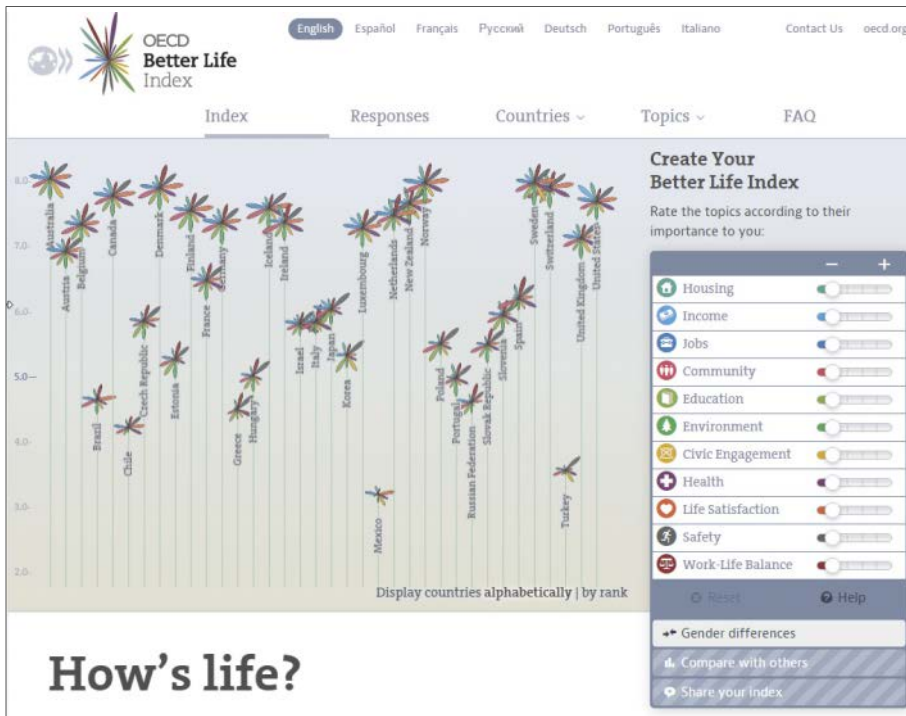 English Español Français Русский Deutsch Português Italiano Contact Us oecd.org
OECD
Better Life
Index
Index Responses Countries Topics FAQ
8.0
7.0
6.0
5.0
4.0
3.0
2.0
Australia
Austria
Belgium
Brazil
Canada
Chile
Czech Republic
Denmark
Estonia
Finland
France
Germany
Greece
Hungary
Iceland
Ireland
Israel
Italy
Japan
Korea
Luxembourg
Mexico
Netherlands
New Zealand
Norway
Poland
Portugal
Russian Federation
Slovak Republic
Slovenia
Spain
Sweden
Switzerland
Turkey
United Kingdom
United States
Display countries alphabetically | by rank
Create Your
Better Life Index
Rate the topics according to their
importance to you:
− +
Housing
Income
Jobs
Community
Education
Environment
Civic Engagement
Health
Life Satisfaction
Safety
Work-Life Balance
Reset Help
Gender differences
Compare with others
Share your index
How's life?